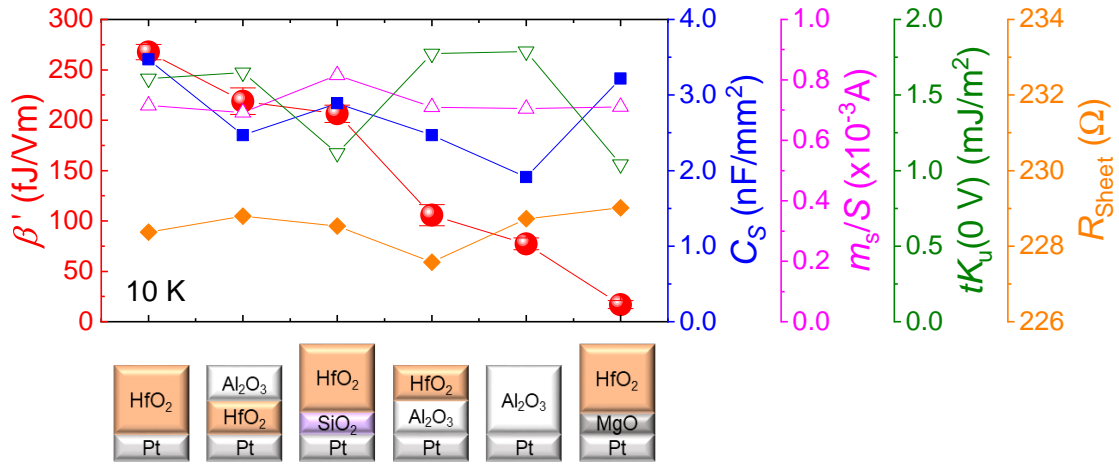 300
250
200
150
100
50
0
β' (fJ/Vm)
10 K
4.0
3.0
2.0
1.0
0.0
C_S (nF/mm²)
1.0
0.8
0.6
0.4
0.2
0.0
m_s/S (x10⁻³A)
2.0
1.5
1.0
0.5
0.0
tK_u(0 V) (mJ/m²)
234
232
230
228
226
R_Sheet (Ω)
HfO₂
Pt
Al₂O₃
HfO₂
Pt
HfO₂
SiO₂
Pt
HfO₂
Al₂O₃
Pt
Al₂O₃
Pt
HfO₂
MgO
Pt